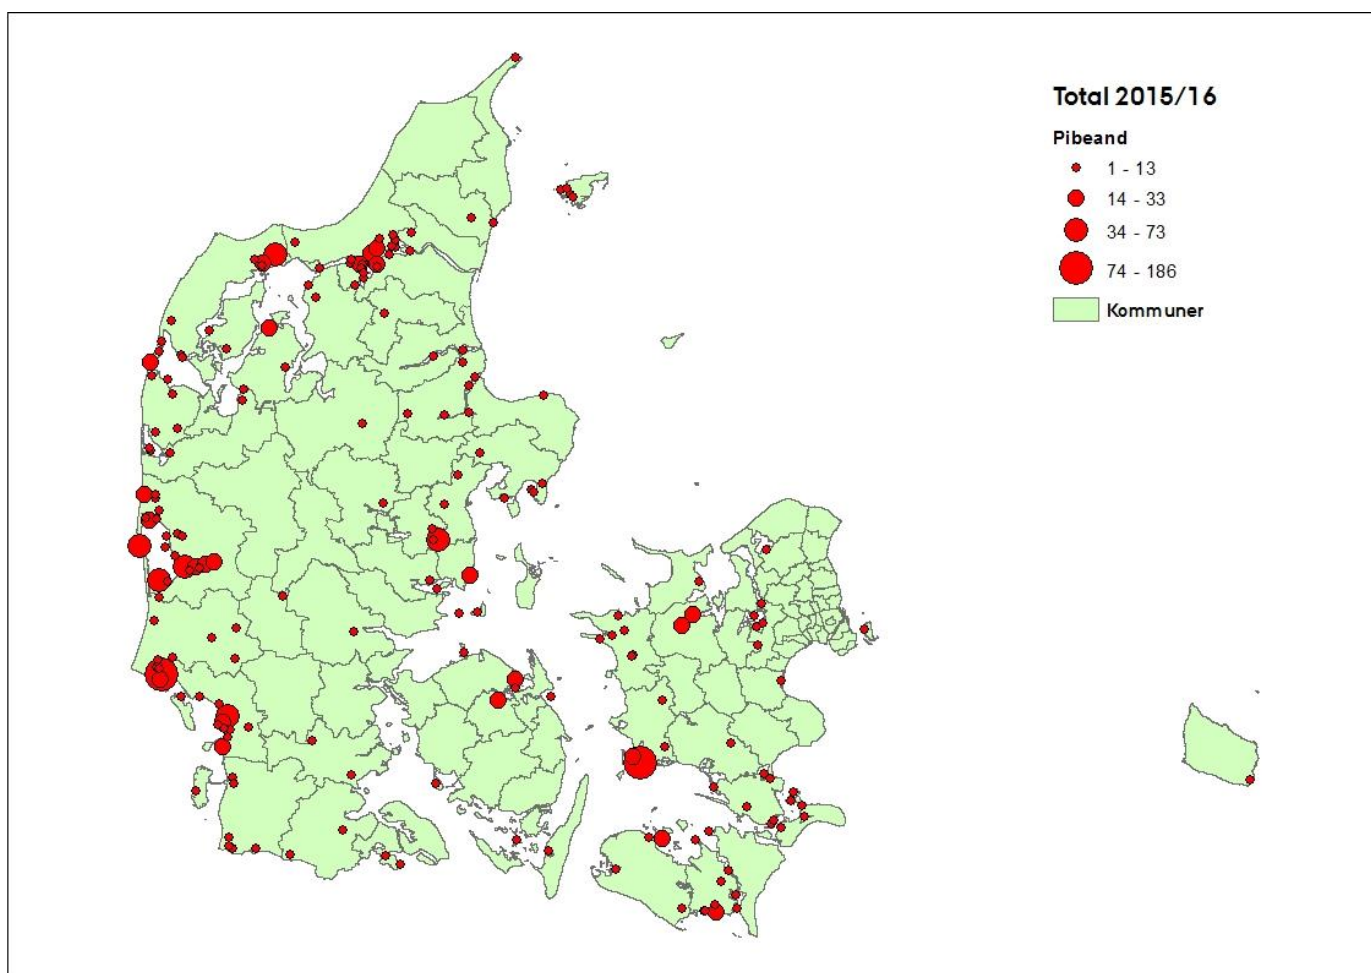 Total 2015/16
Pibeand
1 - 13
14 - 33
34 - 73
74 - 186
Kommuner